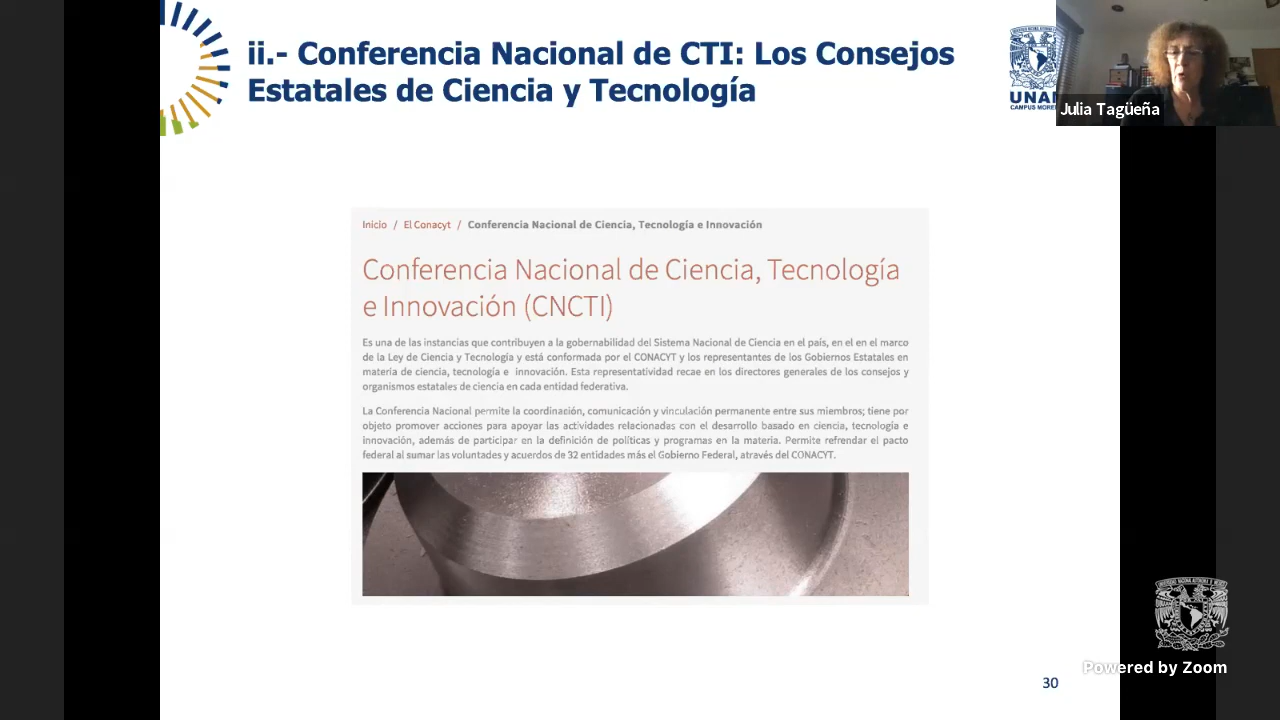 ii.- Conferencia Nacional de CTI: Los Consejos
Estatales de Ciencia y Tecnología
UNAM
CAMPUS MORE
Julia Tagüeña
Inicio / El Conacyt / Conferencia Nacional de Ciencia, Tecnología e Innovación
Conferencia Nacional de Ciencia, Tecnología
e Innovación (CNCTI)
Es una de las instancias que contribuyen a la gobernabilidad del Sistema Nacional de Ciencia en el país, en el en el marco
de la Ley de Ciencia y Tecnología y está conformada por el CONACYT y los representantes de los Gobiernos Estatales en
materia de ciencia, tecnología e innovación. Esta representatividad recae en los directores generales de los consejos y
organismos estatales de ciencia en cada entidad federativa.
La Conferencia Nacional permite la coordinación, comunicación y vinculación permanente entre sus miembros; tiene por
objeto promover acciones para apoyar las actividades relacionadas con el desarrollo basado en ciencia, tecnología e
innovación, además de participar en la definición de políticas y programas en la materia. Permite refrendar el pacto
federal al sumar las voluntades y acuerdos de 32 entidades más el Gobierno Federal, através del CONACYT.
Powered by Zoom
30